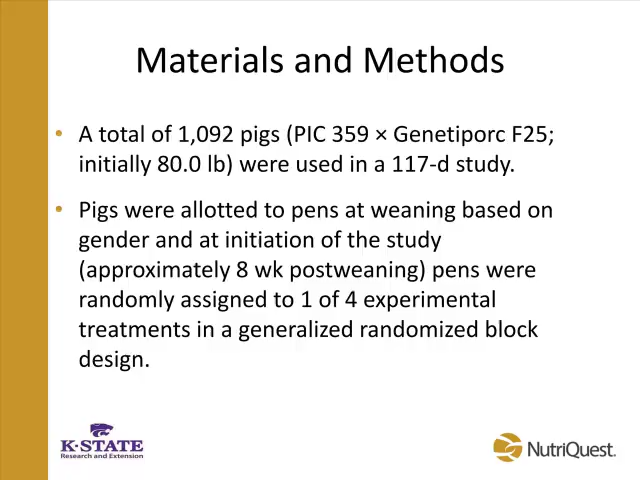 Materials and Methods
• A total of 1,092 pigs (PIC 359 × Genetiporc F25;
initially 80.0 lb) were used in a 117-d study.
• Pigs were allotted to pens at weaning based on
gender and at initiation of the study
(approximately 8 wk postweaning) pens were
randomly assigned to 1 of 4 experimental
treatments in a generalized randomized block
design.
K-STATE
Research and Extension
NutriQuest.